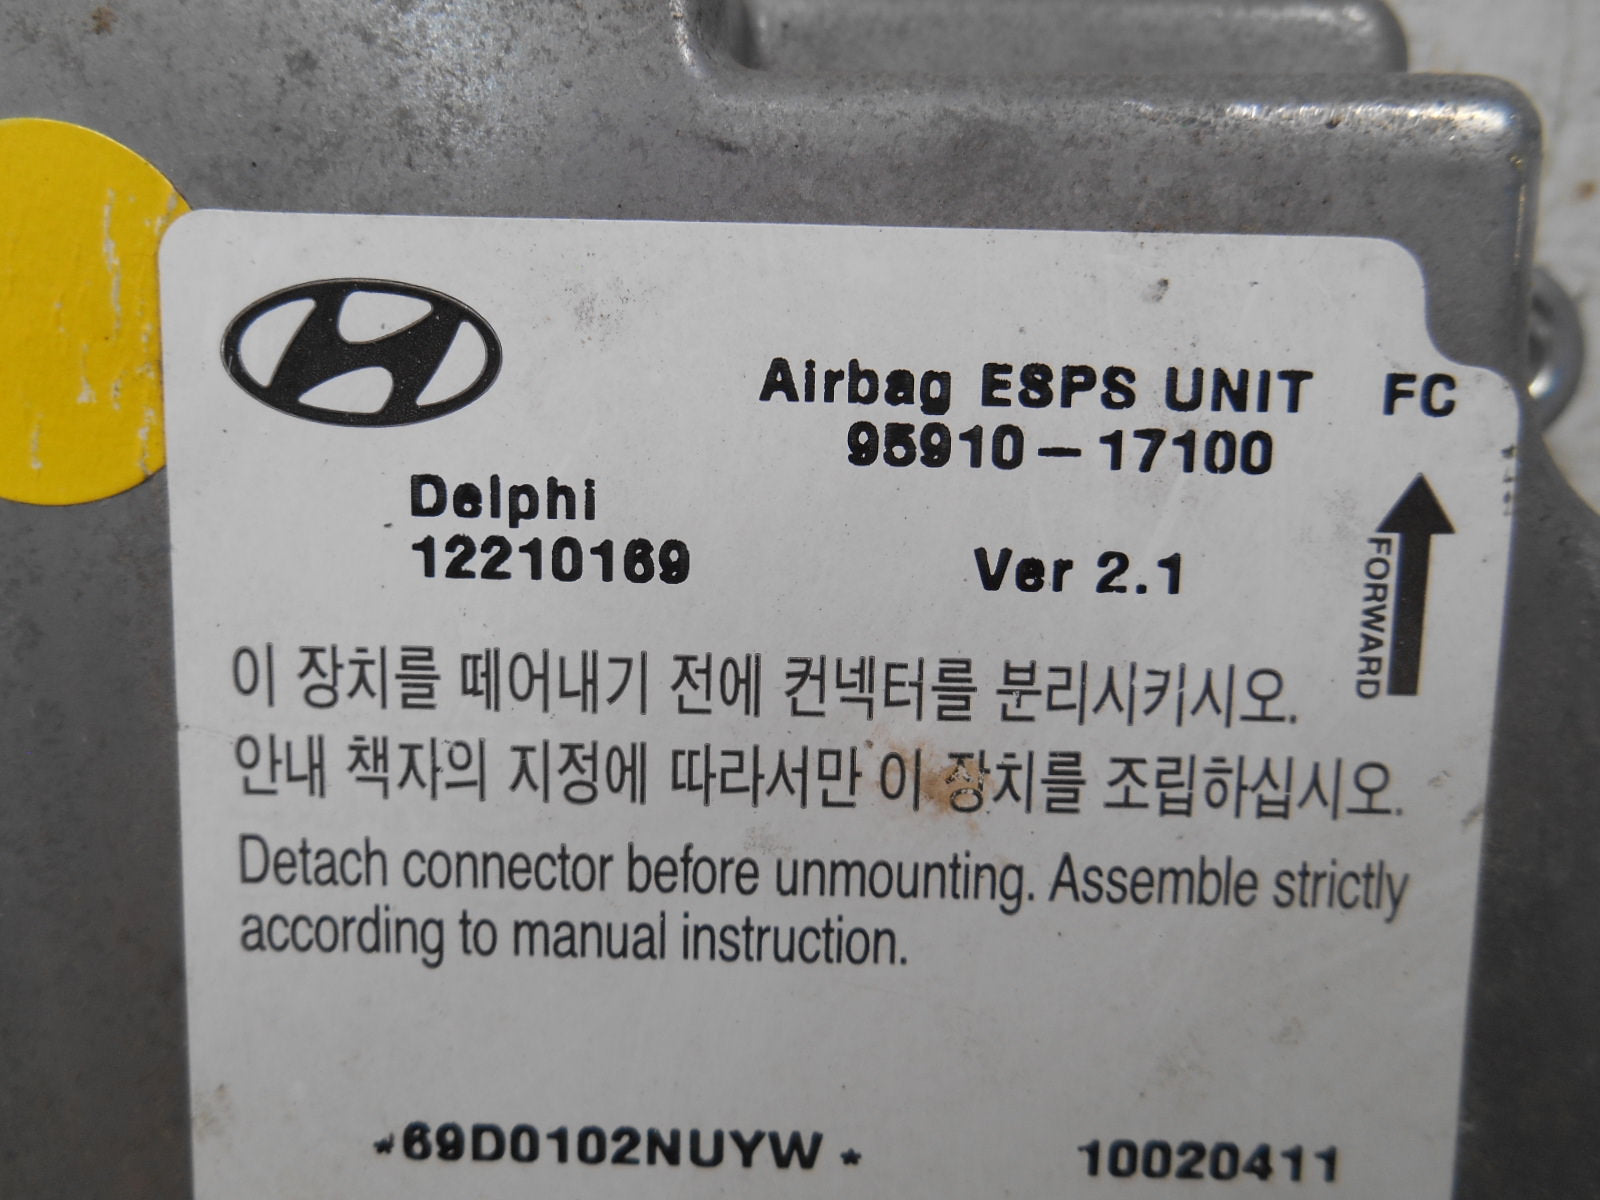 Airbag ESPS UNIT FC
95910-17100
Delphi
12210169
Ver 2.1
FORWARD
이 장치를 떼어내기 전에 컨넥터를 분리시키시오.
안내 책자의 지정에 따라서만 이 장치를 조립하십시오.
Detach connector before unmounting. Assemble strictly
according to manual instruction.
*69D0102NUYW* 10020411